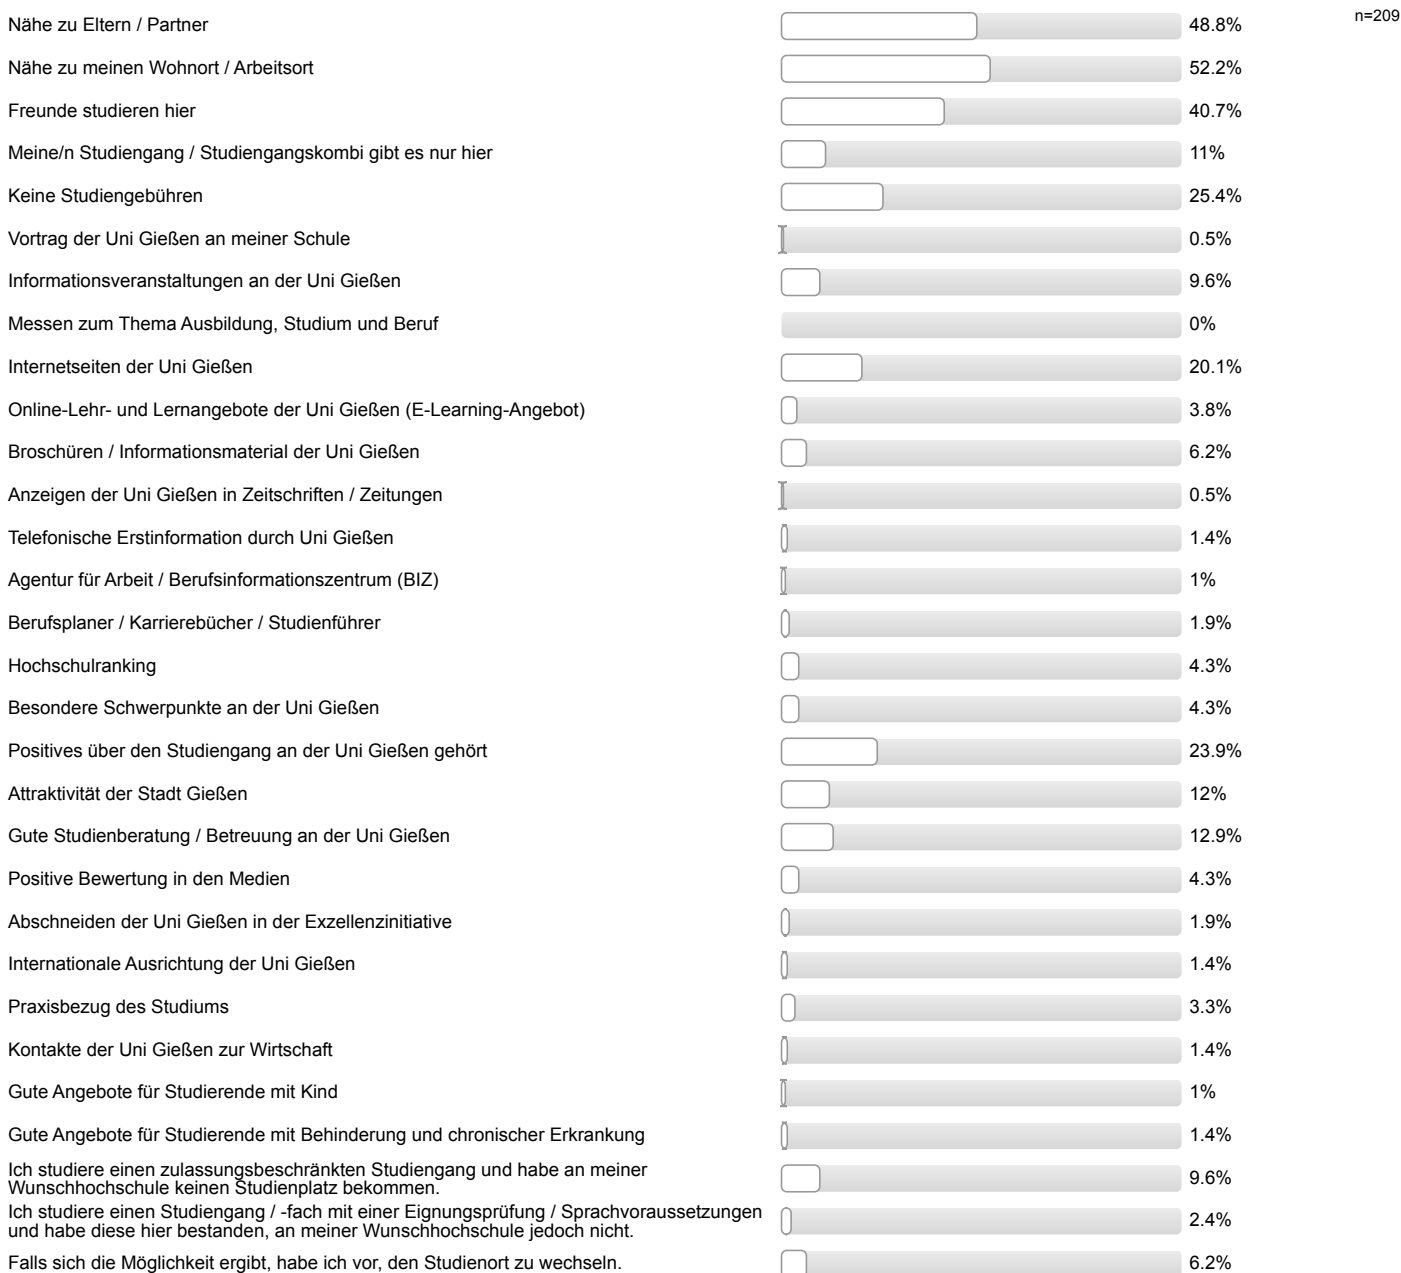 n=209
Nähe zu Eltern / Partner 48.8%
Nähe zu meinen Wohnort / Arbeitsort 52.2%
Freunde studieren hier 40.7%
Meine/n Studiengang / Studiengangskombi gibt es nur hier 11%
Keine Studiengebühren 25.4%
Vortrag der Uni Gießen an meiner Schule 0.5%
Informationsveranstaltungen an der Uni Gießen 9.6%
Messen zum Thema Ausbildung, Studium und Beruf 0%
Internetseiten der Uni Gießen 20.1%
Online-Lehr- und Lernangebote der Uni Gießen (E-Learning-Angebot) 3.8%
Broschüren / Informationsmaterial der Uni Gießen 6.2%
Anzeigen der Uni Gießen in Zeitschriften / Zeitungen 0.5%
Telefonische Erstinformation durch Uni Gießen 1.4%
Agentur für Arbeit / Berufsinformationszentrum (BIZ) 1%
Berufsplaner / Karrierebücher / Studienführer 1.9%
Hochschulranking 4.3%
Besondere Schwerpunkte an der Uni Gießen 4.3%
Positives über den Studiengang an der Uni Gießen gehört 23.9%
Attraktivität der Stadt Gießen 12%
Gute Studienberatung / Betreuung an der Uni Gießen 12.9%
Positive Bewertung in den Medien 4.3%
Abschneiden der Uni Gießen in der Exzellenzinitiative 1.9%
Internationale Ausrichtung der Uni Gießen 1.4%
Praxisbezug des Studiums 3.3%
Kontakte der Uni Gießen zur Wirtschaft 1.4%
Gute Angebote für Studierende mit Kind 1%
Gute Angebote für Studierende mit Behinderung und chronischer Erkrankung 1.4%
Ich studiere einen zulassungsbeschränkten Studiengang und habe an meiner
Wunschhochschule keinen Studienplatz bekommen. 9.6%
Ich studiere einen Studiengang / -fach mit einer Eignungsprüfung / Sprachvoraussetzungen
und habe diese hier bestanden, an meiner Wunschhochschule jedoch nicht. 2.4%
Falls sich die Möglichkeit ergibt, habe ich vor, den Studienort zu wechseln. 6.2%